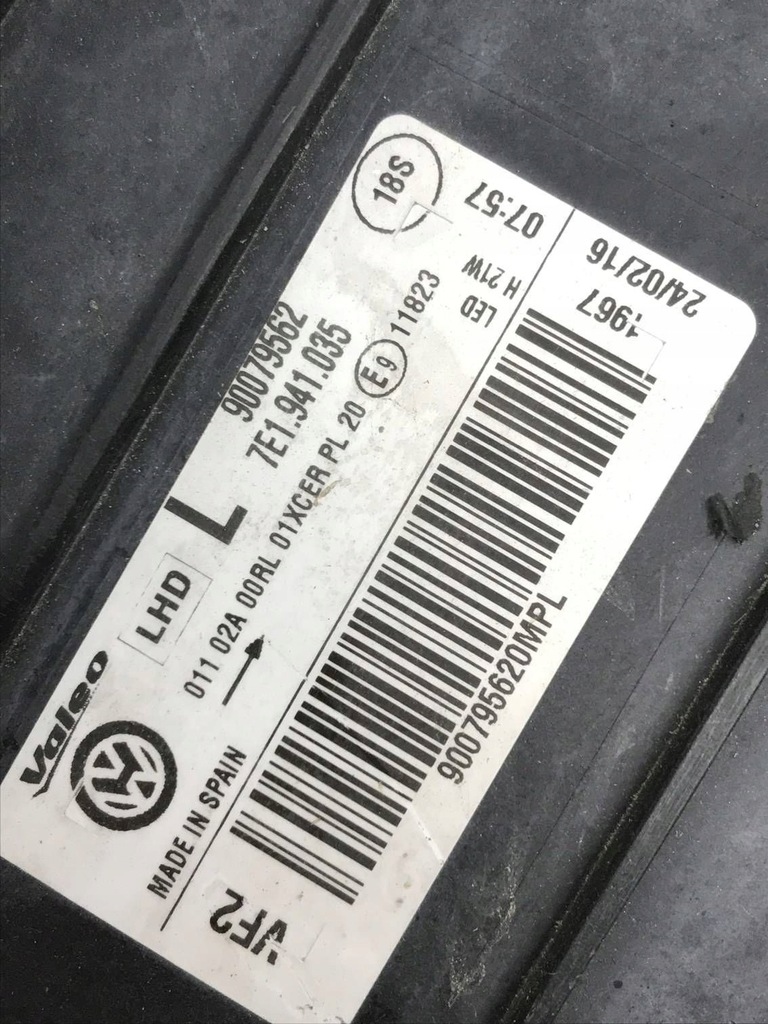 Valeo
LHD
L
90079562
7E1.941.035
18S
MADE IN SPAIN
011 02A 00RL 01XCER PL 20 E9 11823
LED
H 21W
07:57
24/02/16
1967
900795620MPL
VF2